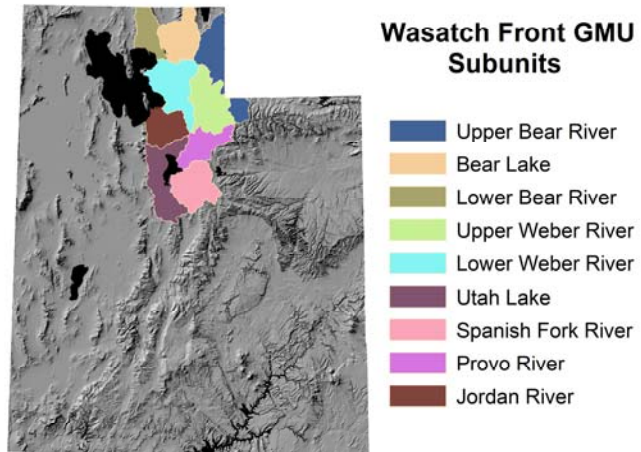 Wasatch Front GMU
Subunits
Upper Bear River
Bear Lake
Lower Bear River
Upper Weber River
Lower Weber River
Utah Lake
Spanish Fork River
Provo River
Jordan River